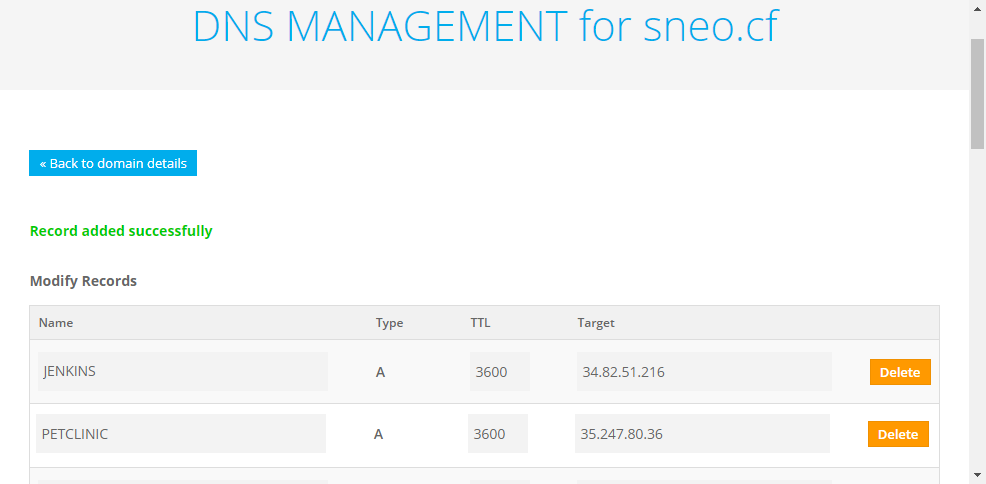 DNS MANAGEMENT for sneo.cf
« Back to domain details
Record added successfully
Modify Records
Name Type TTL Target
JENKINS A 3600 34.82.51.216 Delete
PETCLINIC A 3600 35.247.80.36 Delete